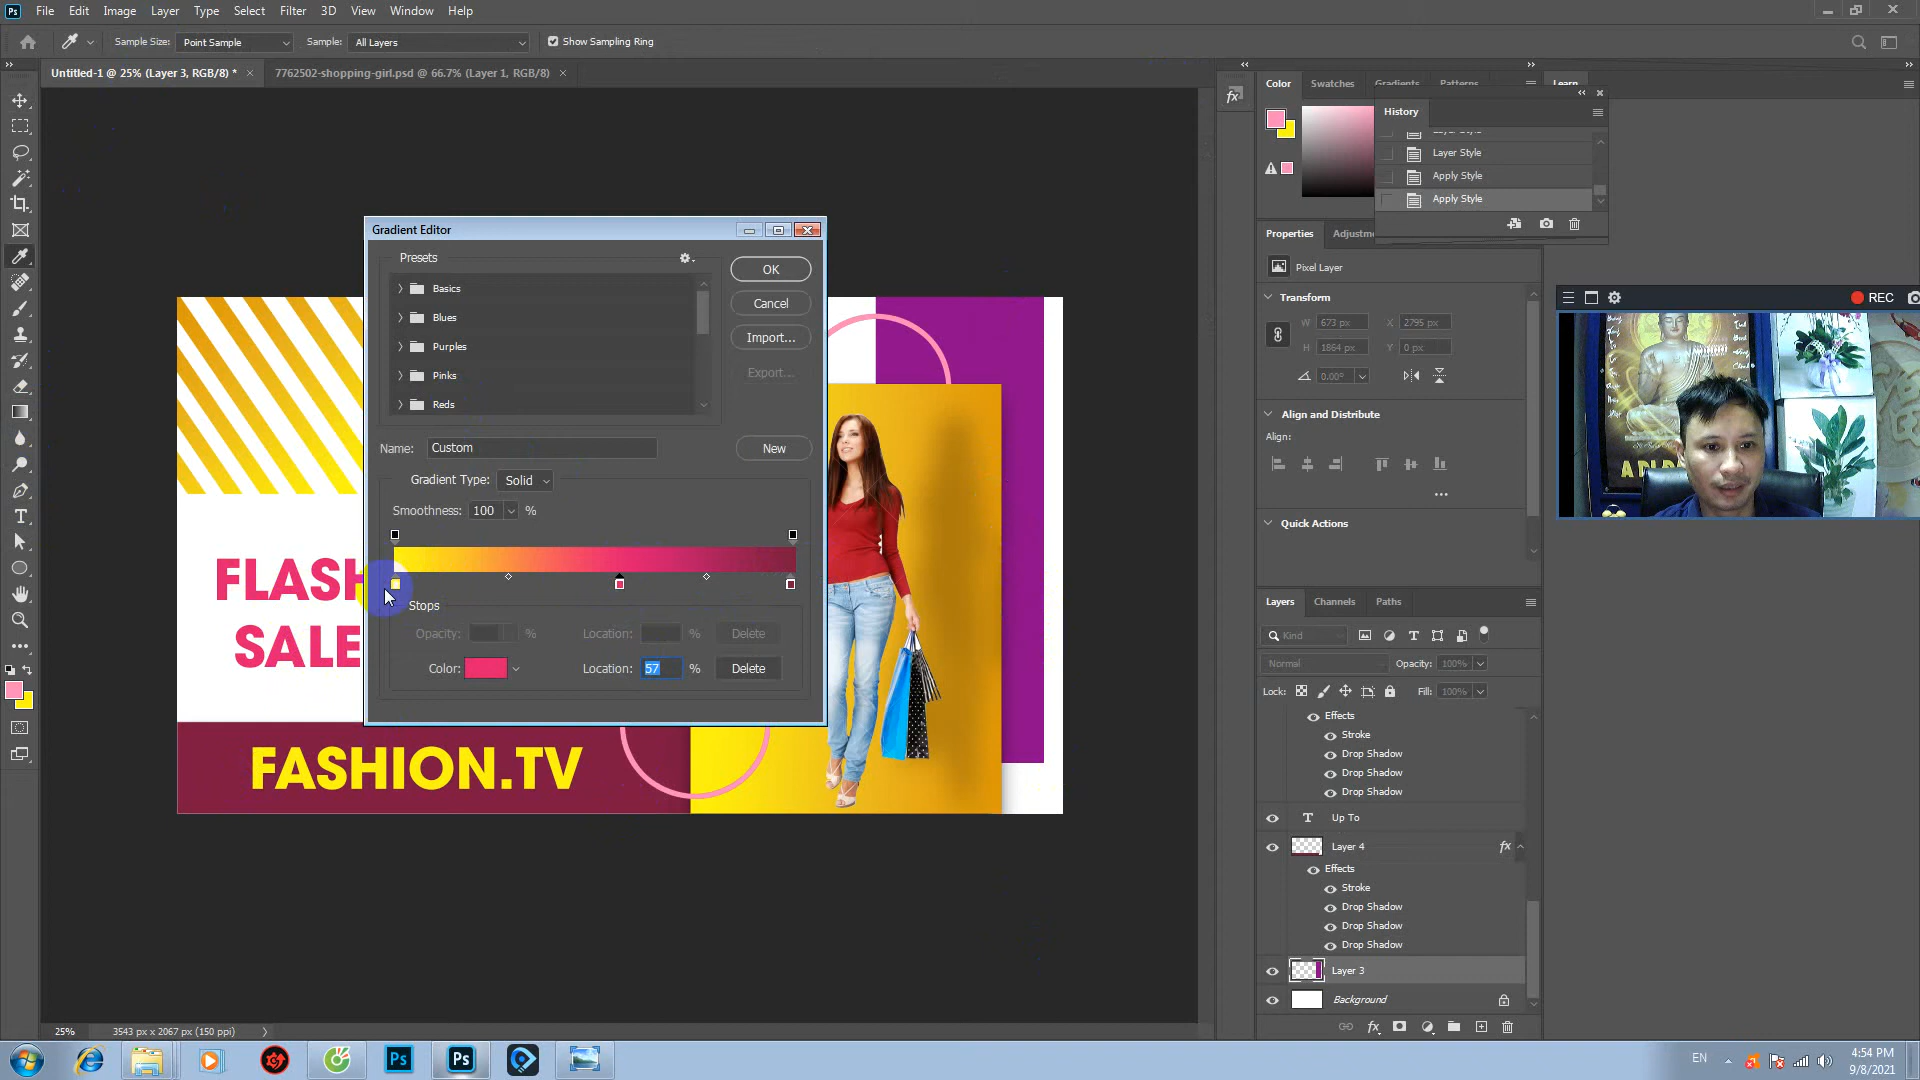 File Edit Image Layer Type Select Filter 3D View Window Help
Sample Size: Point Sample Sample: All Layers Show Sampling Ring
Untitled-1 @ 25% (Layer 3, RGB/8) * × 7762502-shopping-girl.psd @ 66.7% (Layer 1, RGB/8) ×
Color Swatches Gradients Patterns Learn
History
Layer Style
Layer Style
Apply Style
Apply Style
Gradient Editor
Presets
Basics
Blues
Purples
Pinks
Reds
OK
Cancel
Import...
Export...
Name: Custom New
Gradient Type: Solid
Smoothness: 100 %
Stops
Opacity: % Location: % Delete
Color: Location: 57 % Delete
FLASH
SALE
FASHION.TV
Properties Adjustme
Pixel Layer
Transform
W 673 px X 2795 px
H 1864 px Y 0 px
0.00°
Align and Distribute
Align:
Quick Actions
REC
Layers Channels Paths
Kind
Normal Opacity: 100%
Lock: Fill: 100%
Effects
Stroke
Drop Shadow
Drop Shadow
Drop Shadow
Up To
Layer 4 fx
Effects
Stroke
Drop Shadow
Drop Shadow
Drop Shadow
Layer 3
Background
25% 3543 px x 2067 px (150 ppi)
EN
4:54 PM
9/8/2021